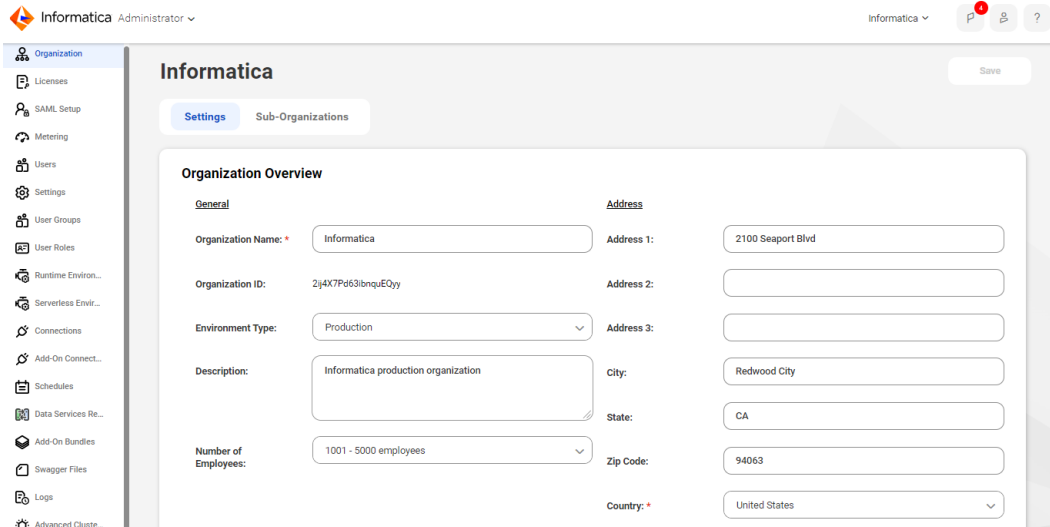 Informatica Administrator
Informatica
4
?
Organization
Licenses
SAML Setup
Metering
Users
Settings
User Groups
User Roles
Runtime Environ...
Serverless Envir...
Connections
Add-On Connect...
Schedules
Data Services Re...
Add-On Bundles
Swagger Files
Logs
Advanced Cluste...
Informatica
Save
Settings Sub-Organizations
Organization Overview
General
Organization Name: * Informatica
Organization ID: 2ij4X7Pd63ibnquEQyy
Environment Type: Production
Description: Informatica production organization
Number of
Employees: 1001 - 5000 employees
Address
Address 1: 2100 Seaport Blvd
Address 2:
Address 3:
City: Redwood City
State: CA
Zip Code: 94063
Country: * United States